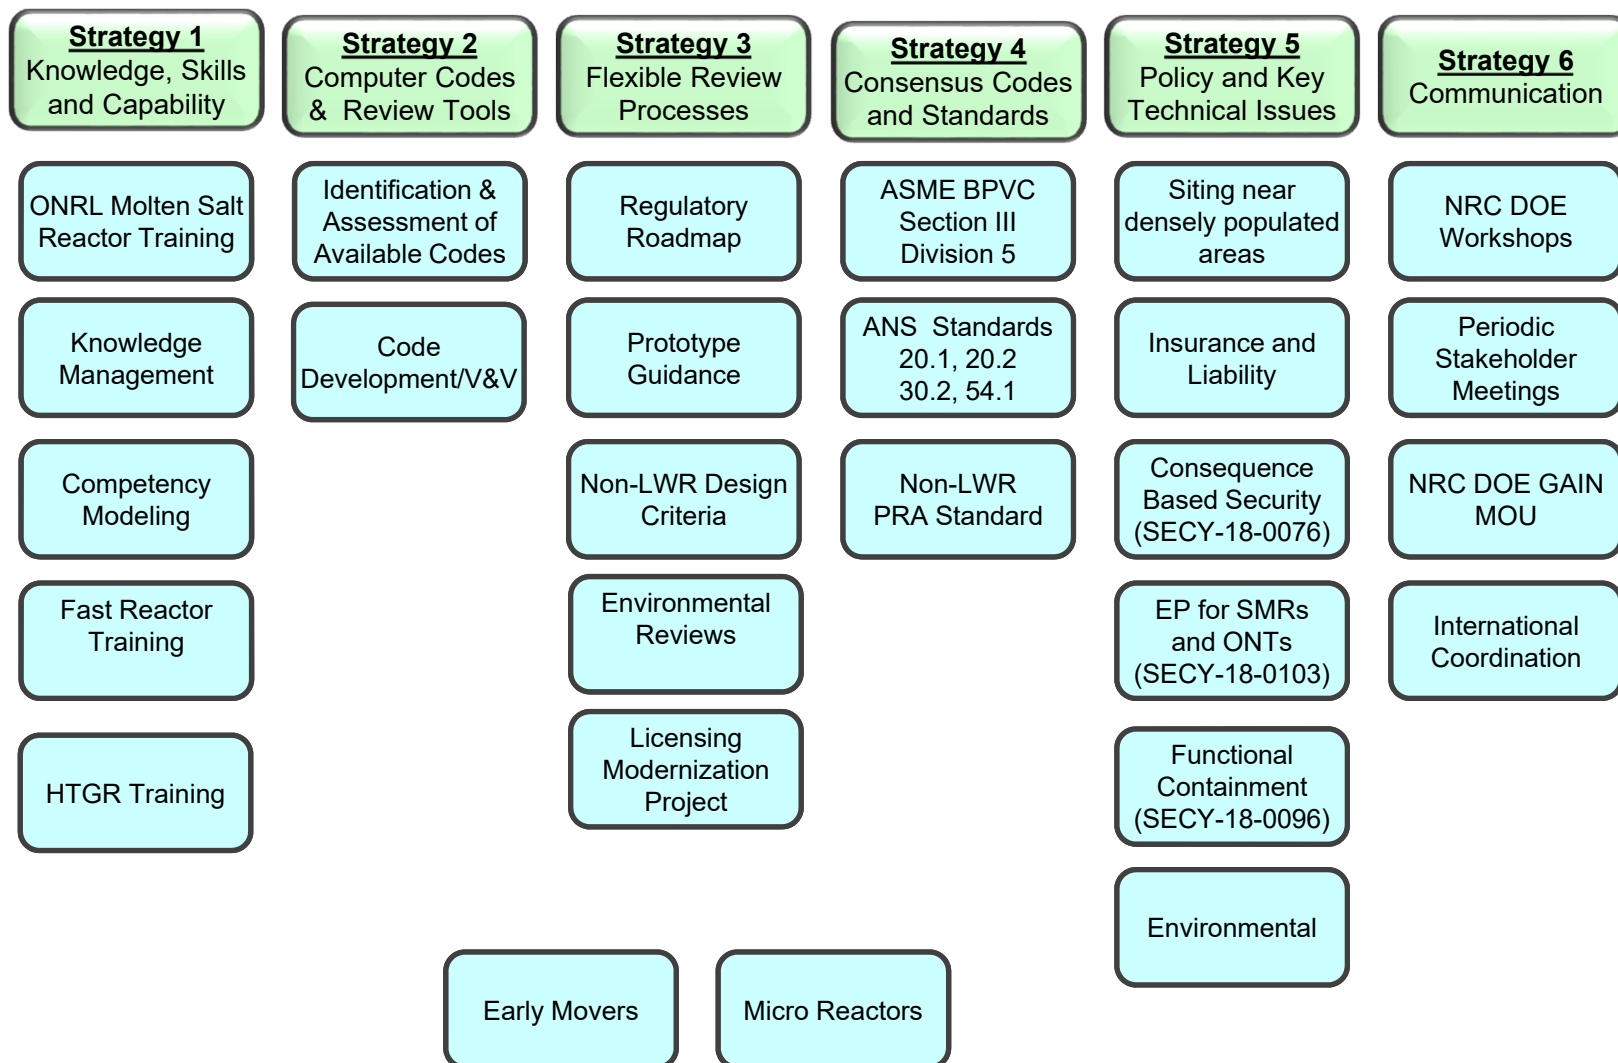 Strategy 1
Knowledge, Skills
and Capability
ONRL Molten Salt
Reactor Training
Knowledge
Management
Competency
Modeling
Fast Reactor
Training
HTGR Training
Strategy 2
Computer Codes
& Review Tools
Identification &
Assessment of
Available Codes
Code
Development/V&V
Strategy 3
Flexible Review
Processes
Regulatory
Roadmap
Prototype
Guidance
Non-LWR Design
Criteria
Environmental
Reviews
Licensing
Modernization
Project
Strategy 4
Consensus Codes
and Standards
ASME BPVC
Section III
Division 5
ANS Standards
20.1, 20.2
30.2, 54.1
Non-LWR
PRA Standard
Strategy 5
Policy and Key
Technical Issues
Siting near
densely populated
areas
Insurance and
Liability
Consequence
Based Security
(SECY-18-0076)
EP for SMRs
and ONTs
(SECY-18-0103)
Functional
Containment
(SECY-18-0096)
Environmental
Strategy 6
Communication
NRC DOE
Workshops
Periodic
Stakeholder
Meetings
NRC DOE GAIN
MOU
International
Coordination
Early Movers
Micro Reactors